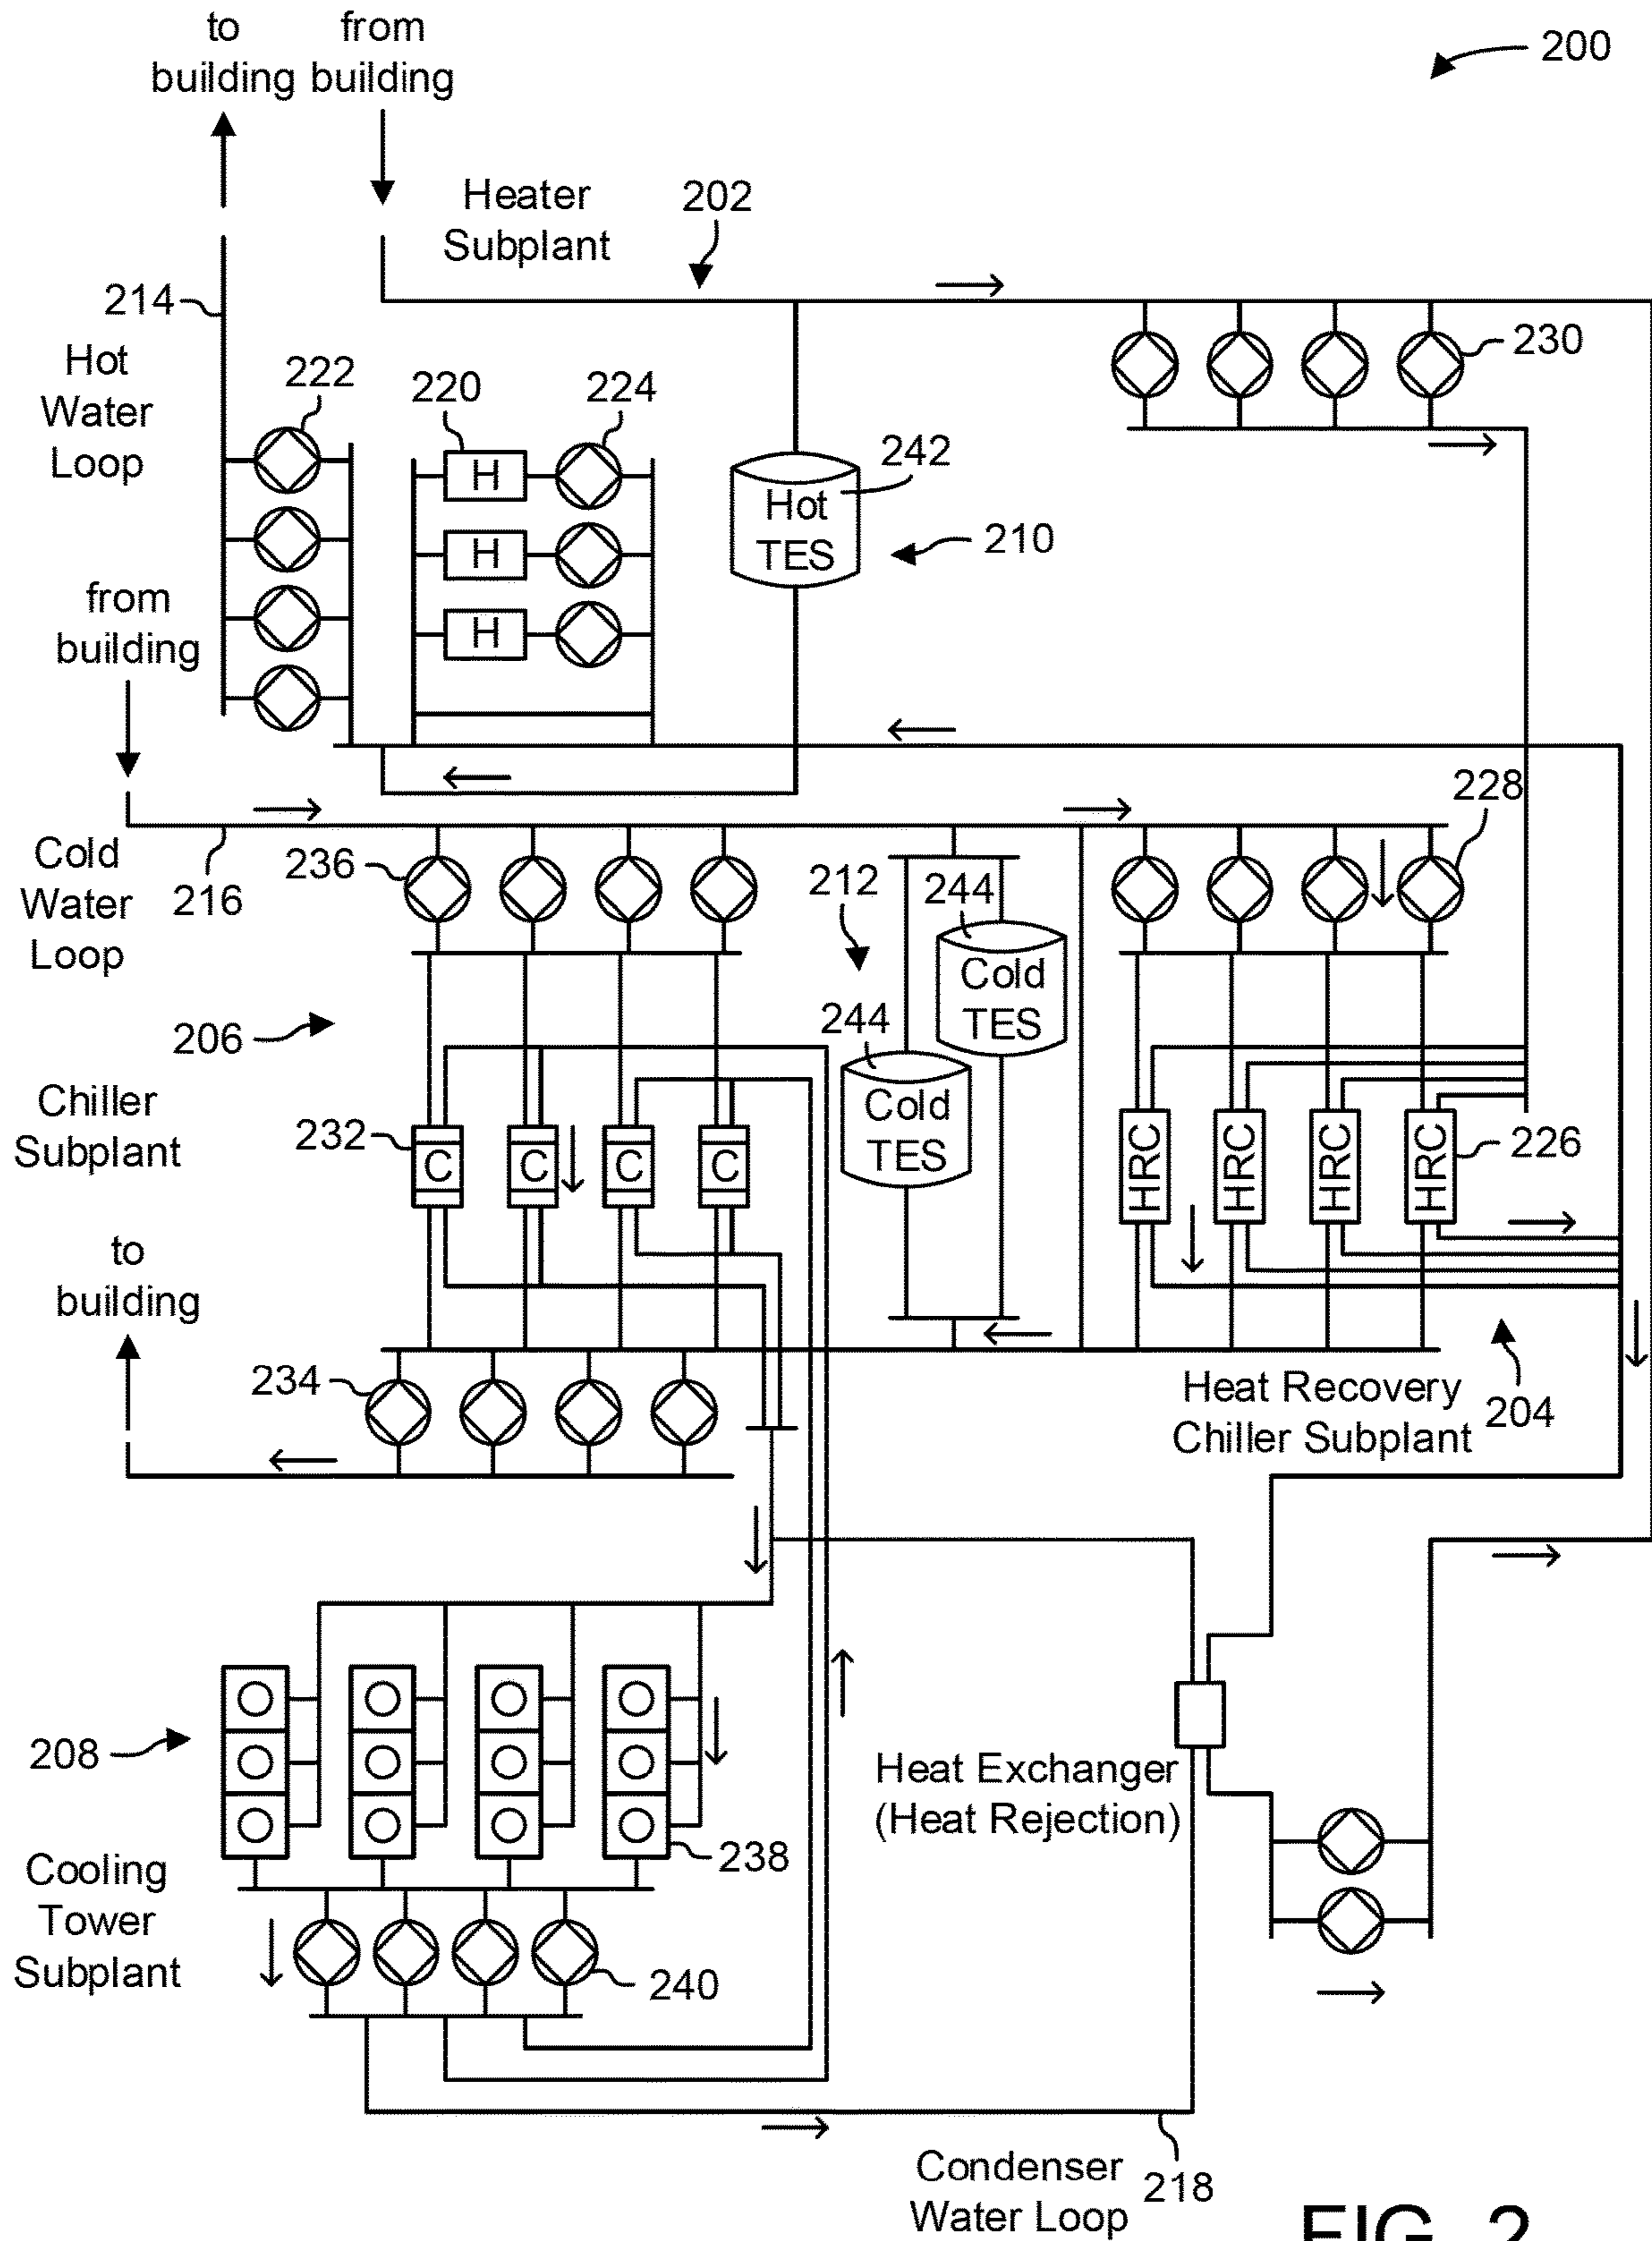 to
building
from
building
200
Heater
Subplant
202
214
Hot
Water
Loop
222
220
224
230
H
H
H
242
Hot
TES
210
from
building
228
Cold
Water
Loop
216
236
212
244
Cold
TES
244
Cold
TES
206
Chiller
Subplant
232
C
C
C
C
HRC
HRC
HRC
HRC
226
to
building
234
Heat Recovery
Chiller Subplant
204
208
Heat Exchanger
(Heat Rejection)
238
Cooling
Tower
Subplant
240
Condenser
Water Loop
218
FIG. 2